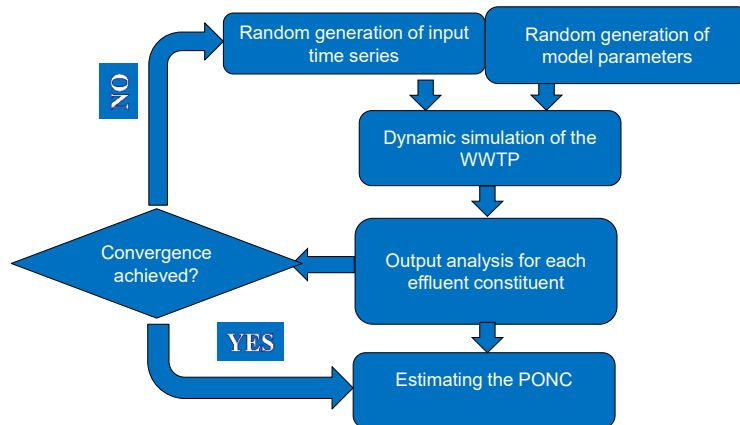 Random generation of input
time series
Random generation of
model parameters
NO
Dynamic simulation of the
WWTP
Convergence
achieved?
Output analysis for each
effluent constituent
YES
Estimating the PONC